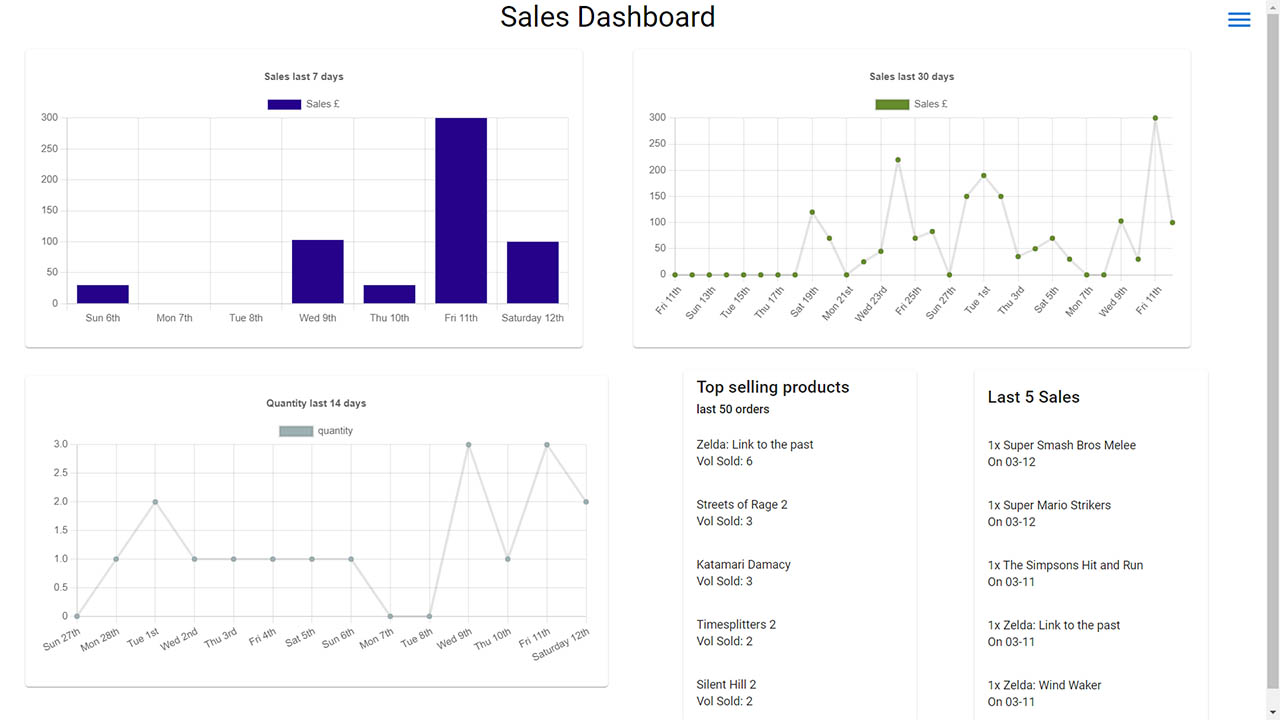 Sales Dashboard
Sales last 7 days
Sales £
300
250
200
150
100
50
0
Sun 6th Mon 7th Tue 8th Wed 9th Thu 10th Fri 11th Saturday 12th
Sales last 30 days
Sales £
300
250
200
150
100
50
0
Fri 11th Sun 13th Tue 15th Thu 17th Sat 19th Mon 21st Wed 23rd Fri 25th Sun 27th Tue 1st Thu 3rd Sat 5th Mon 7th Wed 9th Fri 11th
Quantity last 14 days
quantity
3.0
2.5
2.0
1.5
1.0
0.5
0
Sun 27th Mon 28th Tue 1st Wed 2nd Thu 3rd Fri 4th Sat 5th Sun 6th Mon 7th Tue 8th Wed 9th Thu 10th Fri 11th Saturday 12th
Top selling products
last 50 orders
Zelda: Link to the past
Vol Sold: 6
Streets of Rage 2
Vol Sold: 3
Katamari Damacy
Vol Sold: 3
Timesplitters 2
Vol Sold: 2
Silent Hill 2
Vol Sold: 2
Last 5 Sales
1x Super Smash Bros Melee
On 03-12
1x Super Mario Strikers
On 03-12
1x The Simpsons Hit and Run
On 03-11
1x Zelda: Link to the past
On 03-11
1x Zelda: Wind Waker
On 03-11